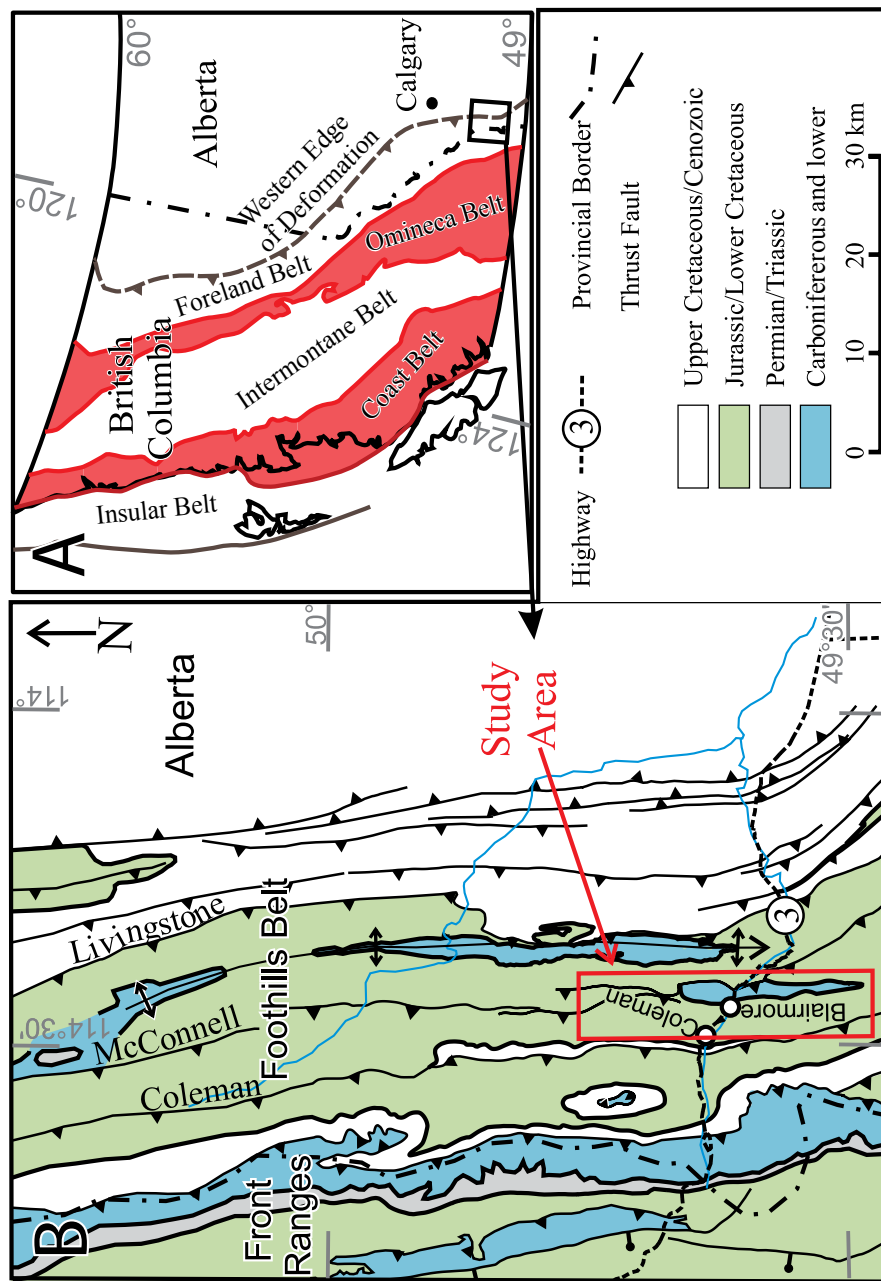 A
60°
120°
Alberta
Calgary
49°
Western Edge
of Deformation
Foreland Belt
Omineca Belt
British
Columbia
Intermontane Belt
Coast Belt
124°
Insular Belt
Highway
3
Provincial Border
Thrust Fault
Upper Cretaceous/Cenozoic
Jurassic/Lower Cretaceous
Permian/Triassic
Carbonifererous and lower
0
10
20
30 km
B
N
114°
50°
49°30'
114°30'
Alberta
Study
Area
Livingstone
Foothills Belt
McConnell
Coleman
Front
Ranges
Coleman
Blairmore
3